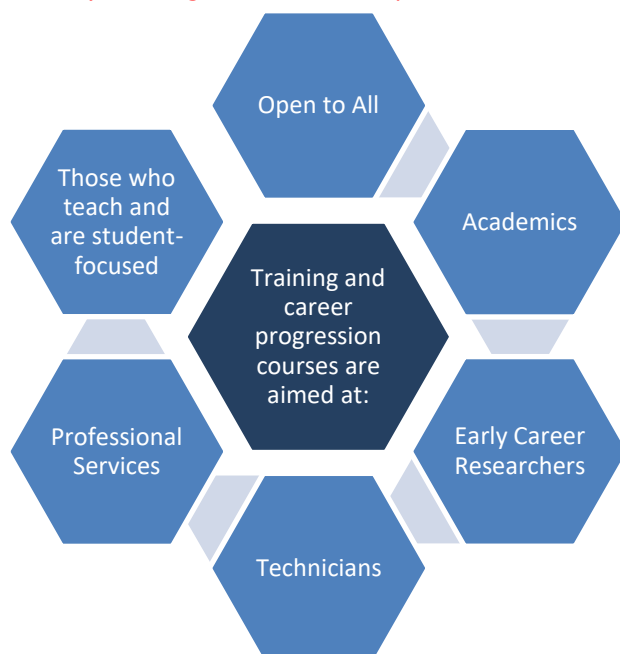 Open to All
Academics
Early Career
Researchers
Technicians
Professional
Services
Those who
teach and
are student-
focused
Training and
career
progression
courses are
aimed at: